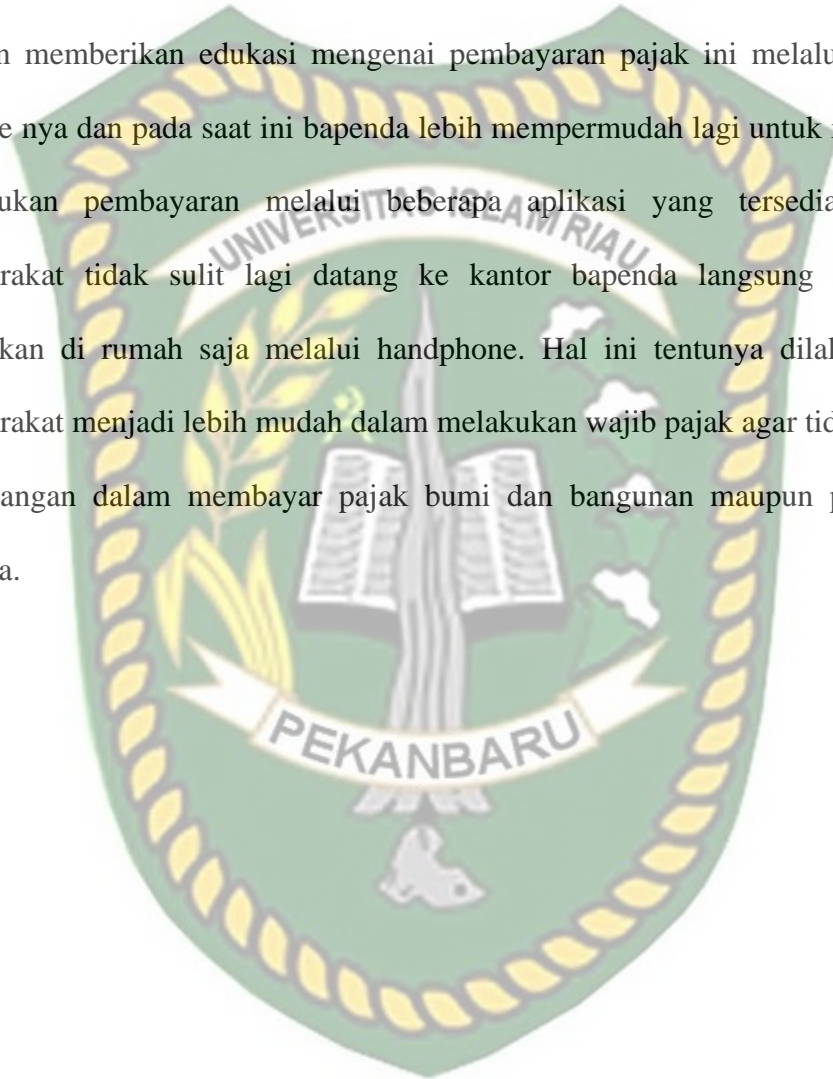 n memberikan edukasi mengenai pembayaran pajak ini melalu
e nya dan pada saat ini bapenda lebih mempermudah lagi untuk
ukan pembayaran melalui beberapa aplikasi yang tersedia
UNIVERSITAS ISLAM RIAU
rakat tidak sulit lagi datang ke kantor bapenda langsung
kan di rumah saja melalui handphone. Hal ini tentunya dilal
rakat menjadi lebih mudah dalam melakukan wajib pajak agar tid
angan dalam membayar pajak bumi dan bangunan maupun p
a.
PEKANBARU